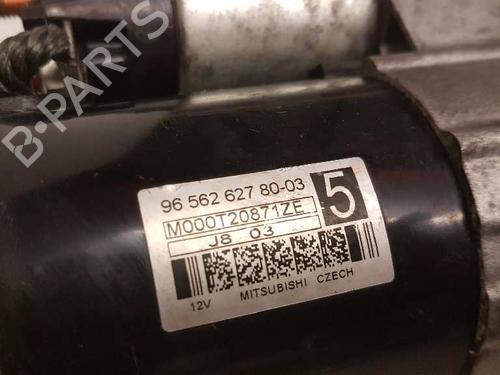 B-PARTS
96 562 627 80-03
5
M000T20871ZE
J8 03
12V MITSUBISHI CZECH